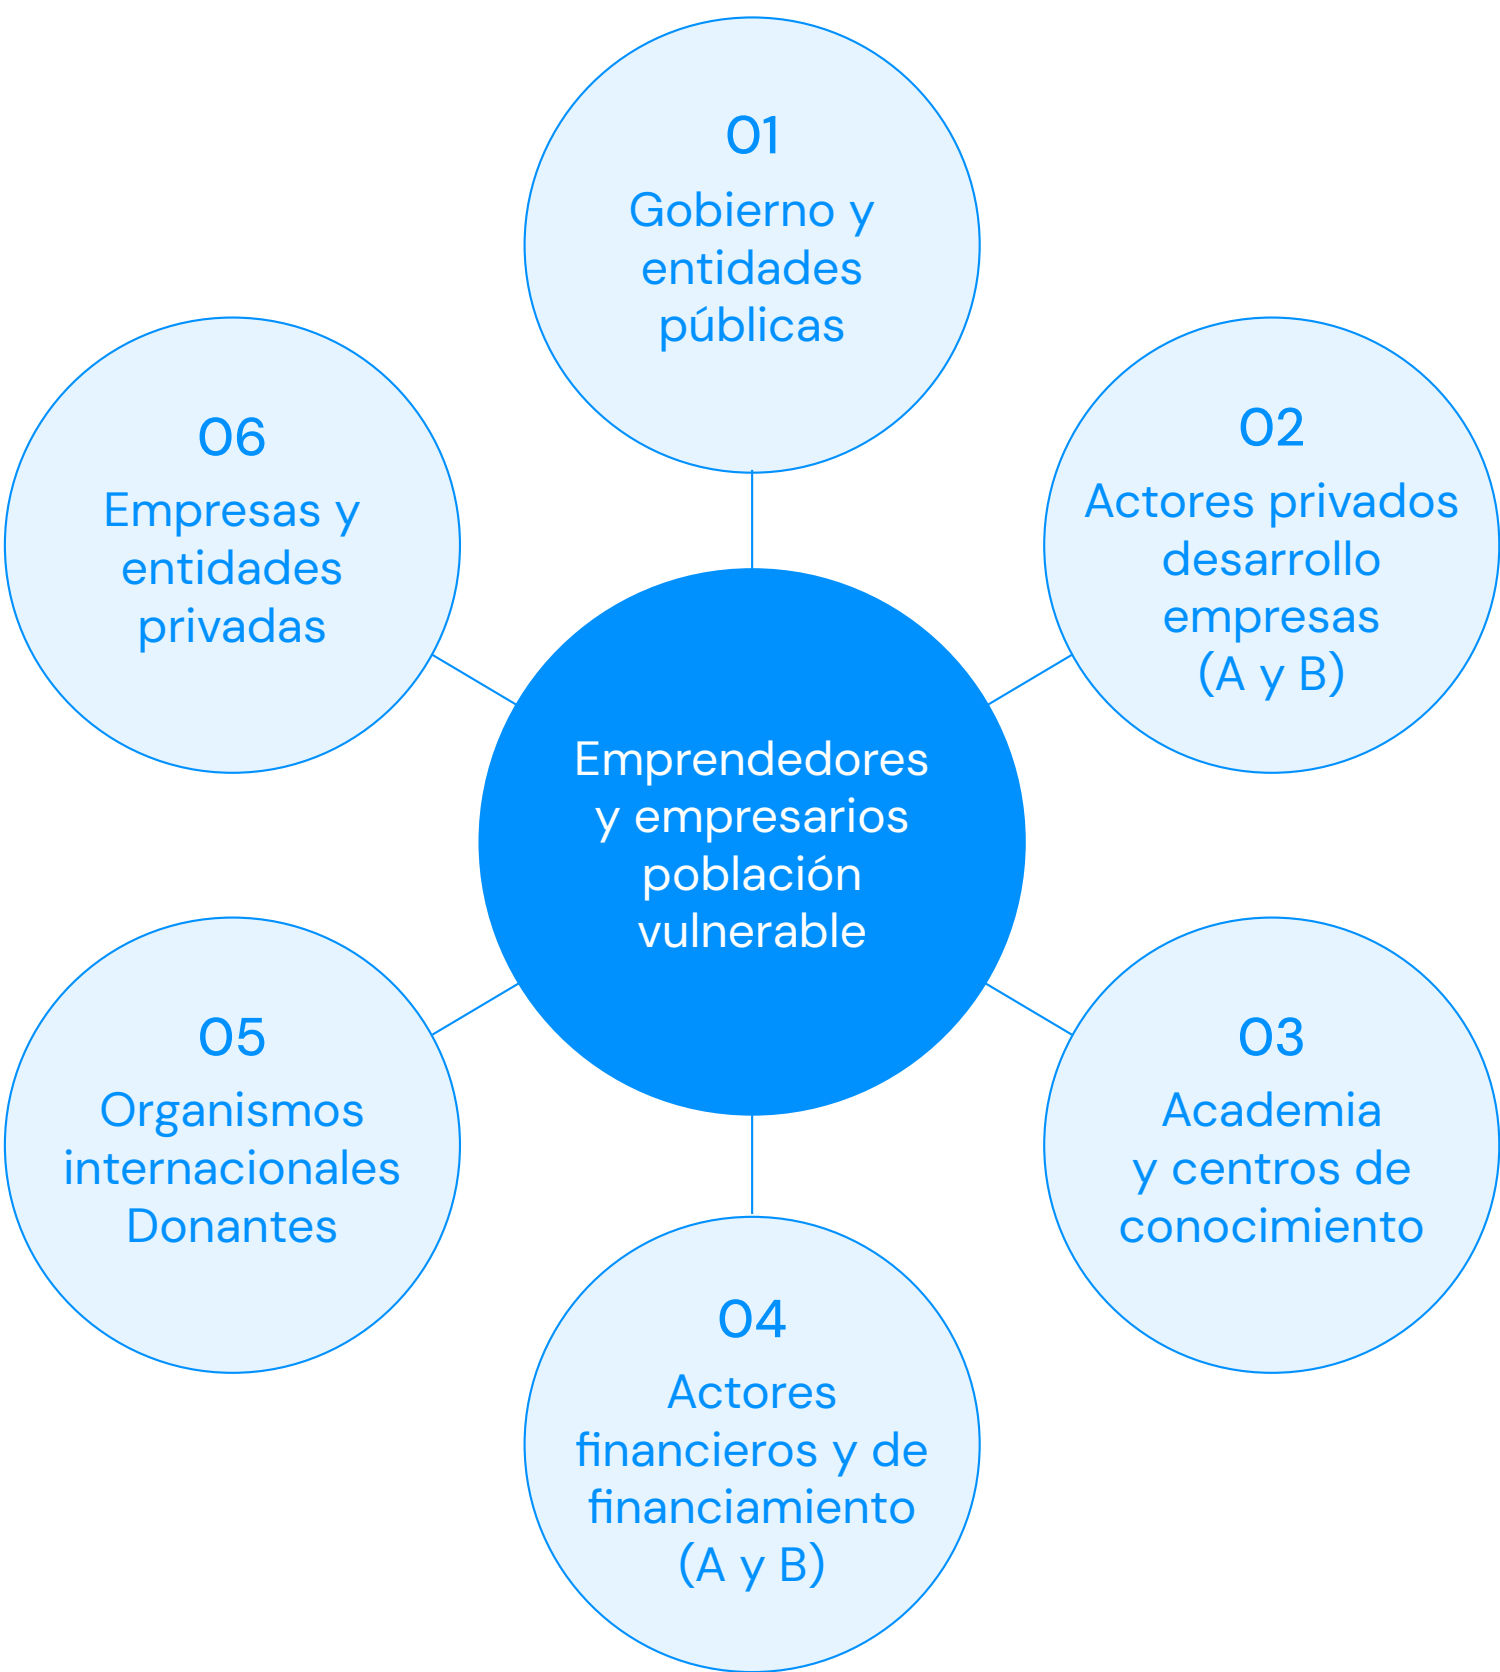 01
Gobierno y
entidades
públicas
02
Actores privados
desarrollo
empresas
(A y B)
03
Academia
y centros de
conocimiento
04
Actores
financieros y de
financiamiento
(A y B)
05
Organismos
internacionales
Donantes
06
Empresas y
entidades
privadas
Emprendedores
y empresarios
población
vulnerable